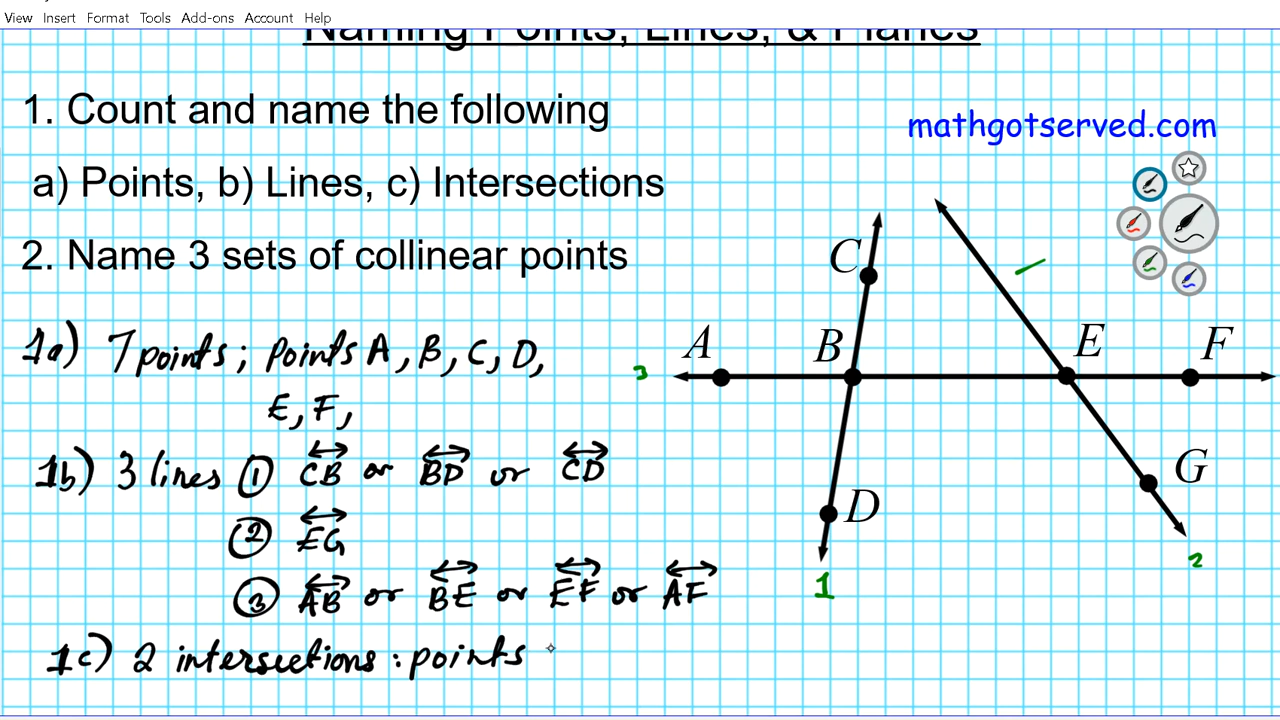 View Insert Format Tools Add-ons Account Help
Naming Points, Lines, & Planes
1. Count and name the following
mathgotserved.com
a) Points, b) Lines, c) Intersections
2. Name 3 sets of collinear points
1a) 7 points; points A, B, C, D,
E, F,
1b) 3 lines ① CB or BD or CD
② EG
③ AB or BE or EF or AF
1c) 2 intersections: points
C
A
B
E
F
3
G
D
1
2